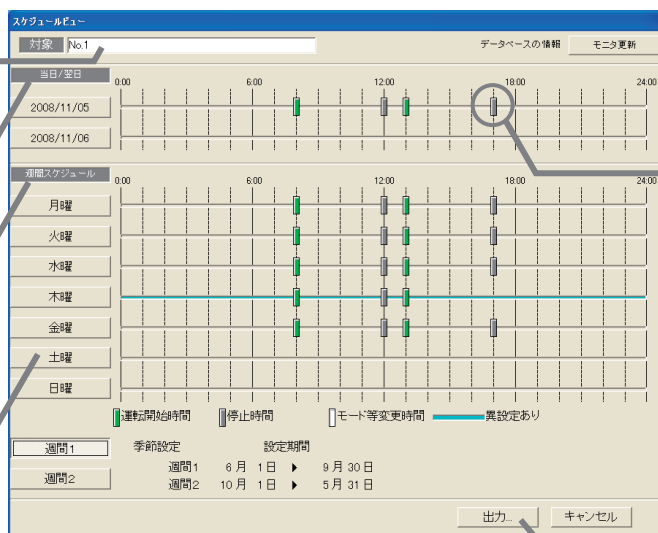 スケジュールビュー
対象 No.1 データベースの情報 モニタ更新
当日/翌日
0:00 6:00 12:00 18:00 24:00
2008/11/05
2008/11/06
週間スケジュール
0:00 6:00 12:00 18:00 24:00
月曜
火曜
水曜
木曜
金曜
土曜
日曜
運転開始時間 停止時間 モード等変更時間 異設定あり
週間1 季節設定 設定期間
週間1 6月 1日 ▶ 9月30日
週間2
週間2 10月 1日 ▶ 5月31日
出力... キャンセル